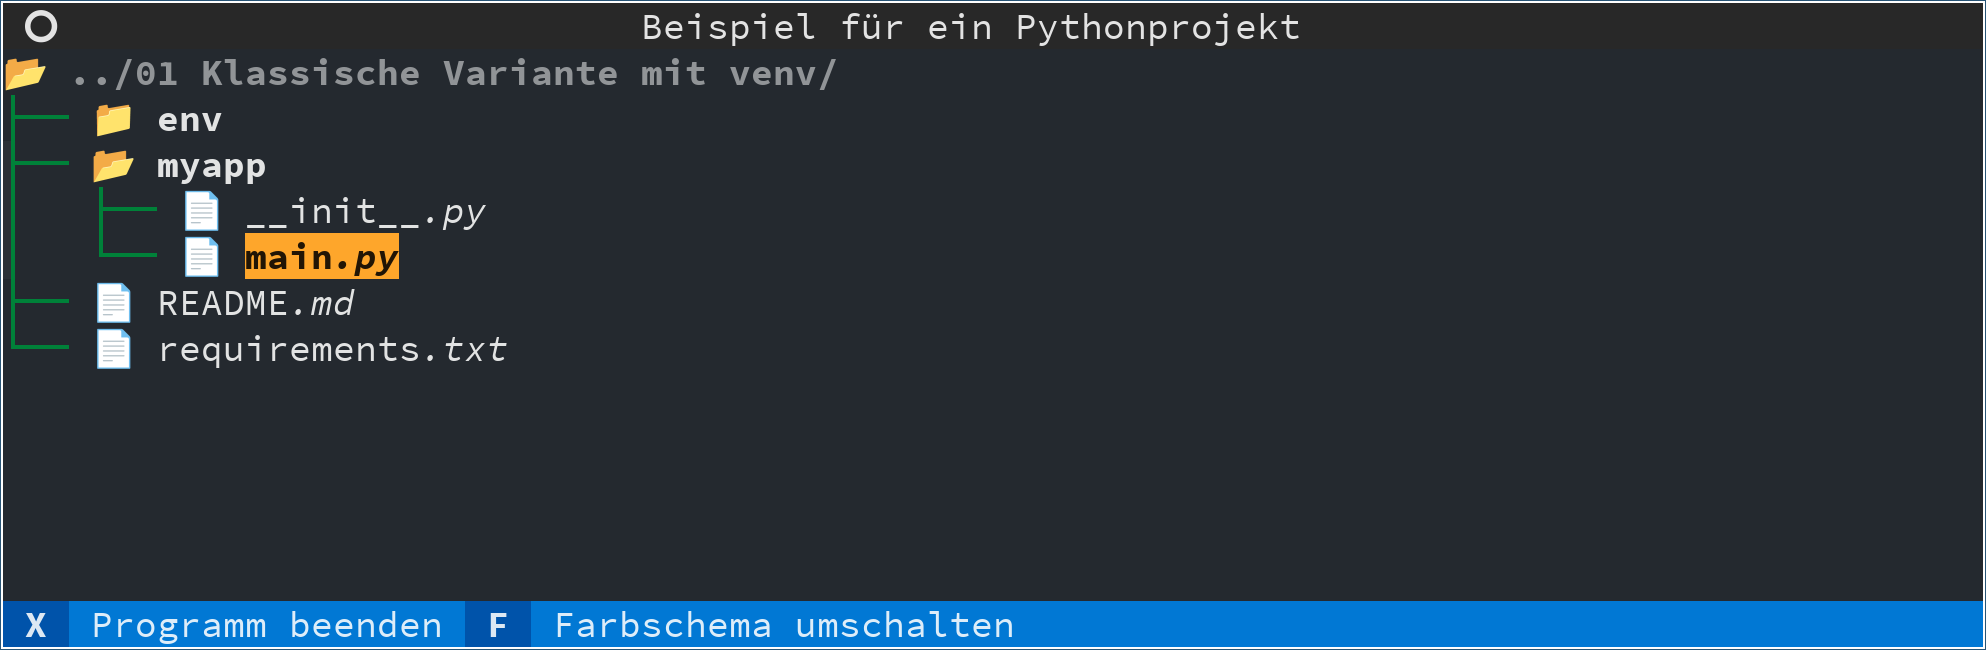 Beispiel für ein Pythonprojekt
../01 Klassische Variante mit venv/
env
myapp
__init__.py
main.py
README.md
requirements.txt
X Programm beenden F Farbschema umschalten